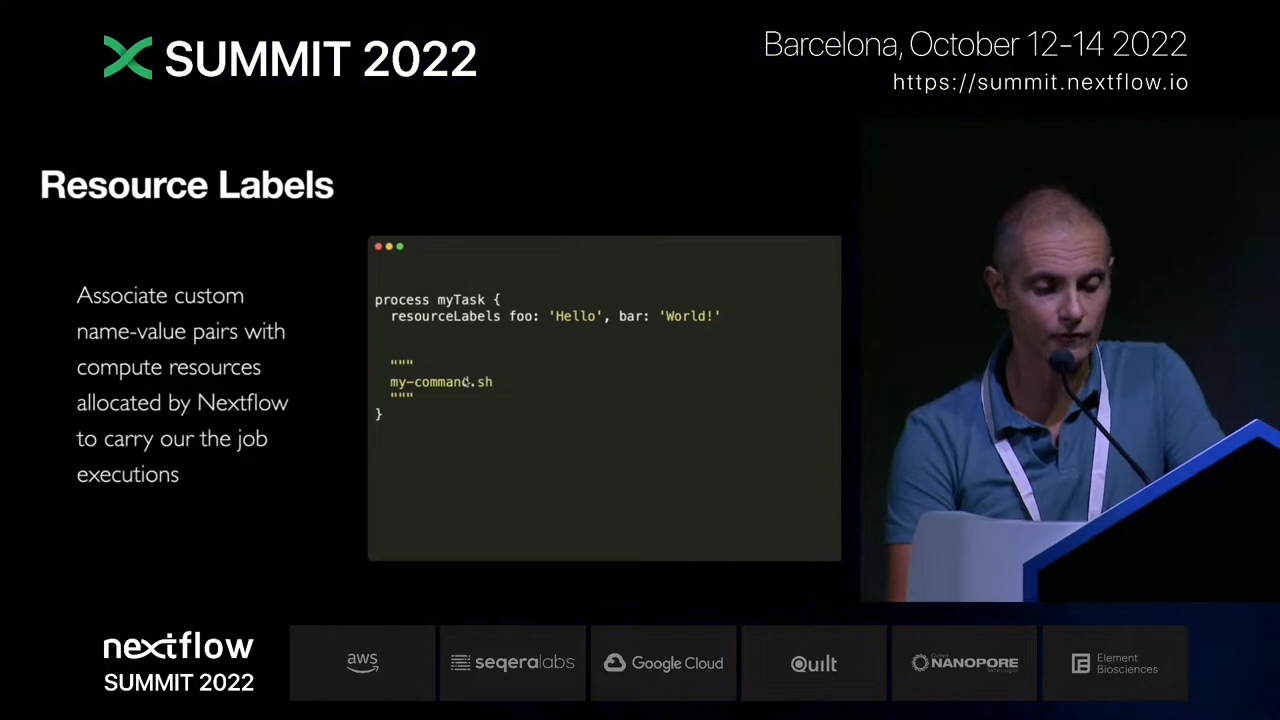 SUMMIT 2022
Barcelona, October 12-14 2022
https://summit.nextflow.io
Resource Labels
Associate custom
name-value pairs with
compute resources
allocated by Nextflow
to carry our the job
executions
process myTask {
resourceLabels foo: 'Hello', bar: 'World!'
"""
my-command.sh
"""
}
nextflow
SUMMIT 2022
aws
seqeralabs
Google Cloud
Quilt
NANOPORE
Element
Biosciences